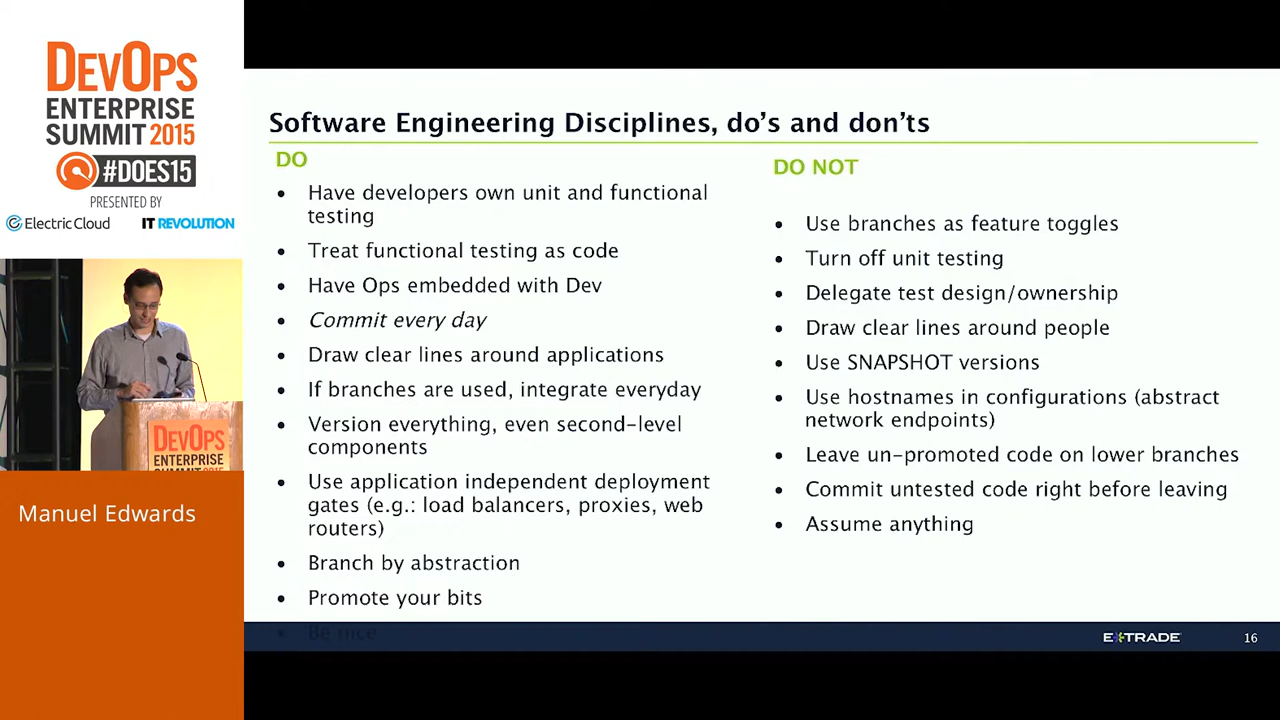 DEVOPS
ENTERPRISE
SUMMIT 2015
#DOES15
PRESENTED BY
Electric Cloud
IT REVOLUTION
DEVOPS
ENTERPRISE
SUMMIT 2015
Manuel Edwards
Software Engineering Disciplines, do's and don'ts
DO
• Have developers own unit and functional
testing
• Treat functional testing as code
• Have Ops embedded with Dev
• Commit every day
• Draw clear lines around applications
• If branches are used, integrate everyday
• Version everything, even second-level
components
• Use application independent deployment
gates (e.g.: load balancers, proxies, web
routers)
• Branch by abstraction
• Promote your bits
• Be nice
DO NOT
• Use branches as feature toggles
• Turn off unit testing
• Delegate test design/ownership
• Draw clear lines around people
• Use SNAPSHOT versions
• Use hostnames in configurations (abstract
network endpoints)
• Leave un-promoted code on lower branches
• Commit untested code right before leaving
• Assume anything
E*TRADE
16